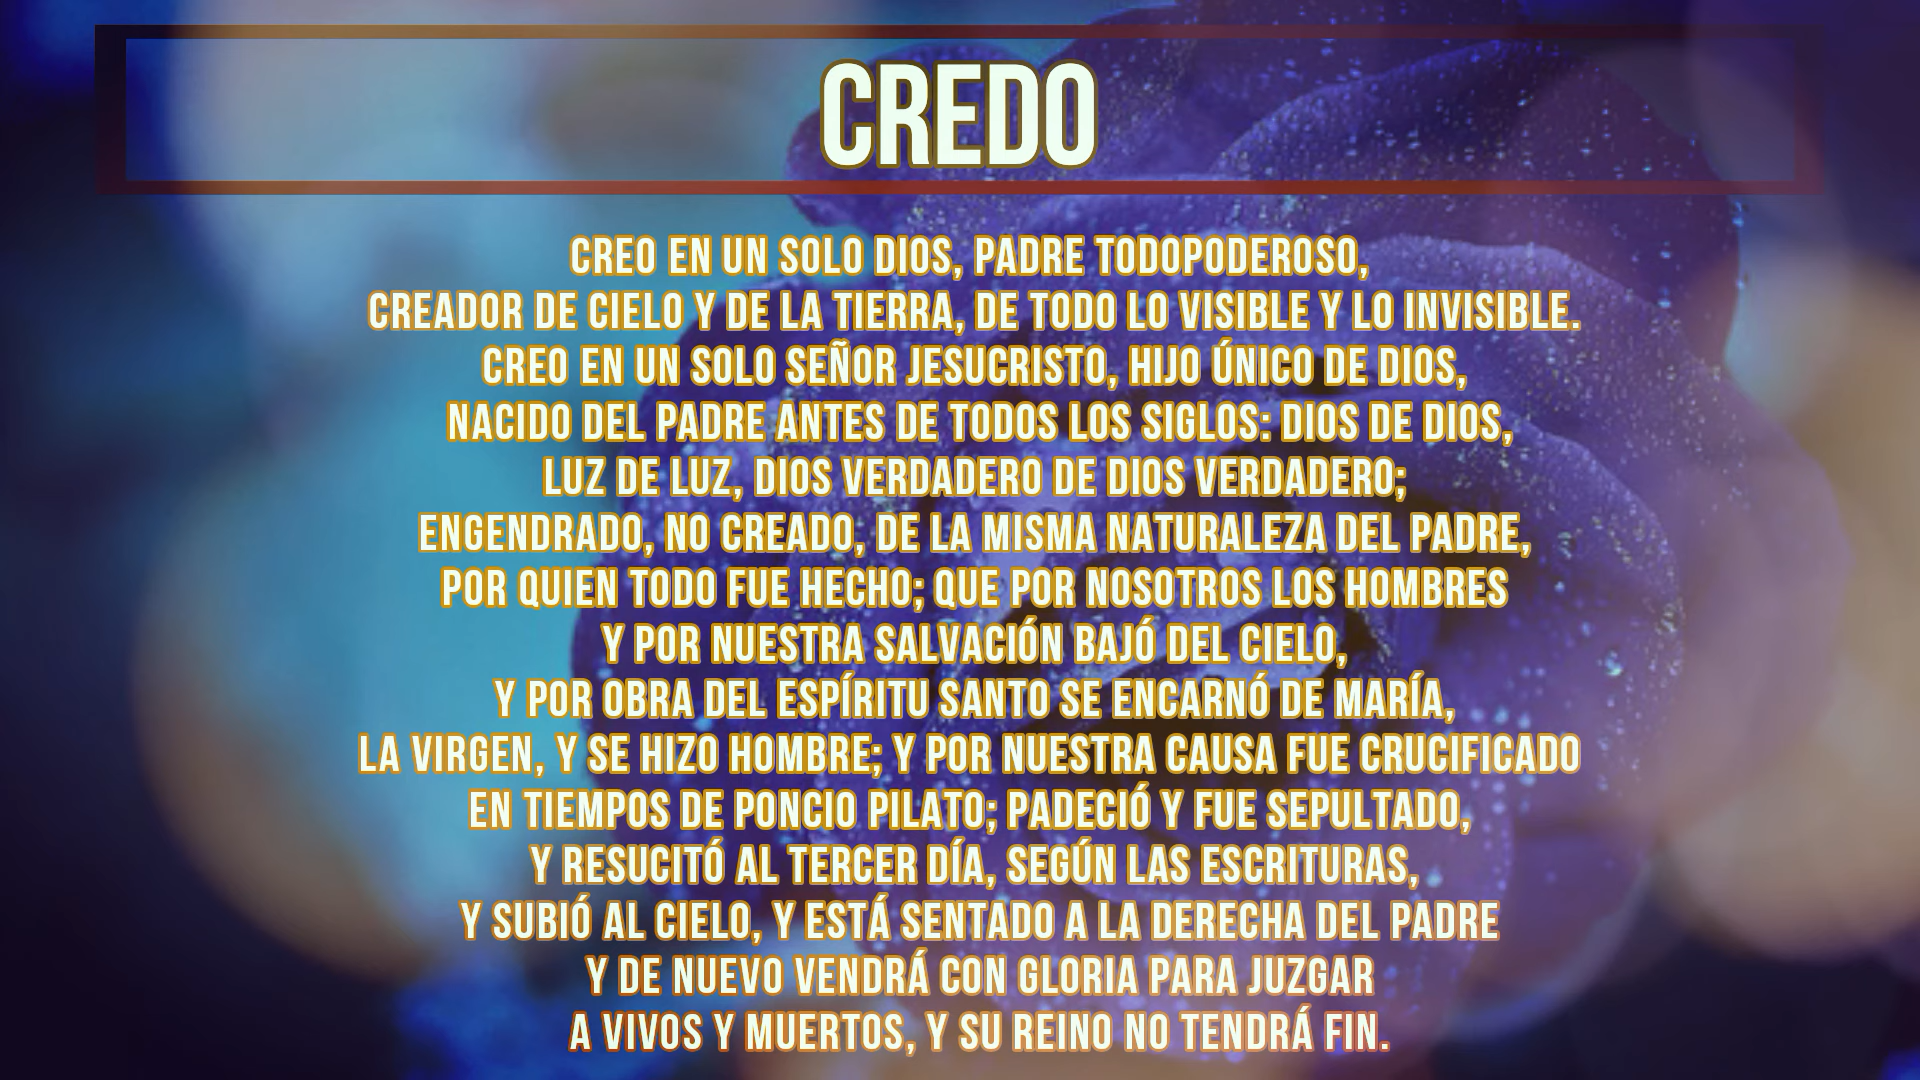 CREDO
CREO EN UN SOLO DIOS, PADRE TODOPODEROSO,
CREADOR DE CIELO Y DE LA TIERRA, DE TODO LO VISIBLE Y LO INVISIBLE.
CREO EN UN SOLO SEÑOR JESUCRISTO, HIJO ÚNICO DE DIOS,
NACIDO DEL PADRE ANTES DE TODOS LOS SIGLOS: DIOS DE DIOS,
LUZ DE LUZ, DIOS VERDADERO DE DIOS VERDADERO;
ENGENDRADO, NO CREADO, DE LA MISMA NATURALEZA DEL PADRE,
POR QUIEN TODO FUE HECHO; QUE POR NOSOTROS LOS HOMBRES
Y POR NUESTRA SALVACIÓN BAJÓ DEL CIELO,
Y POR OBRA DEL ESPÍRITU SANTO SE ENCARNÓ DE MARÍA,
LA VIRGEN, Y SE HIZO HOMBRE; Y POR NUESTRA CAUSA FUE CRUCIFICADO
EN TIEMPOS DE PONCIO PILATO; PADECIÓ Y FUE SEPULTADO,
Y RESUCITÓ AL TERCER DÍA, SEGÚN LAS ESCRITURAS,
Y SUBIÓ AL CIELO, Y ESTÁ SENTADO A LA DERECHA DEL PADRE
Y DE NUEVO VENDRÁ CON GLORIA PARA JUZGAR
A VIVOS Y MUERTOS, Y SU REINO NO TENDRÁ FIN.